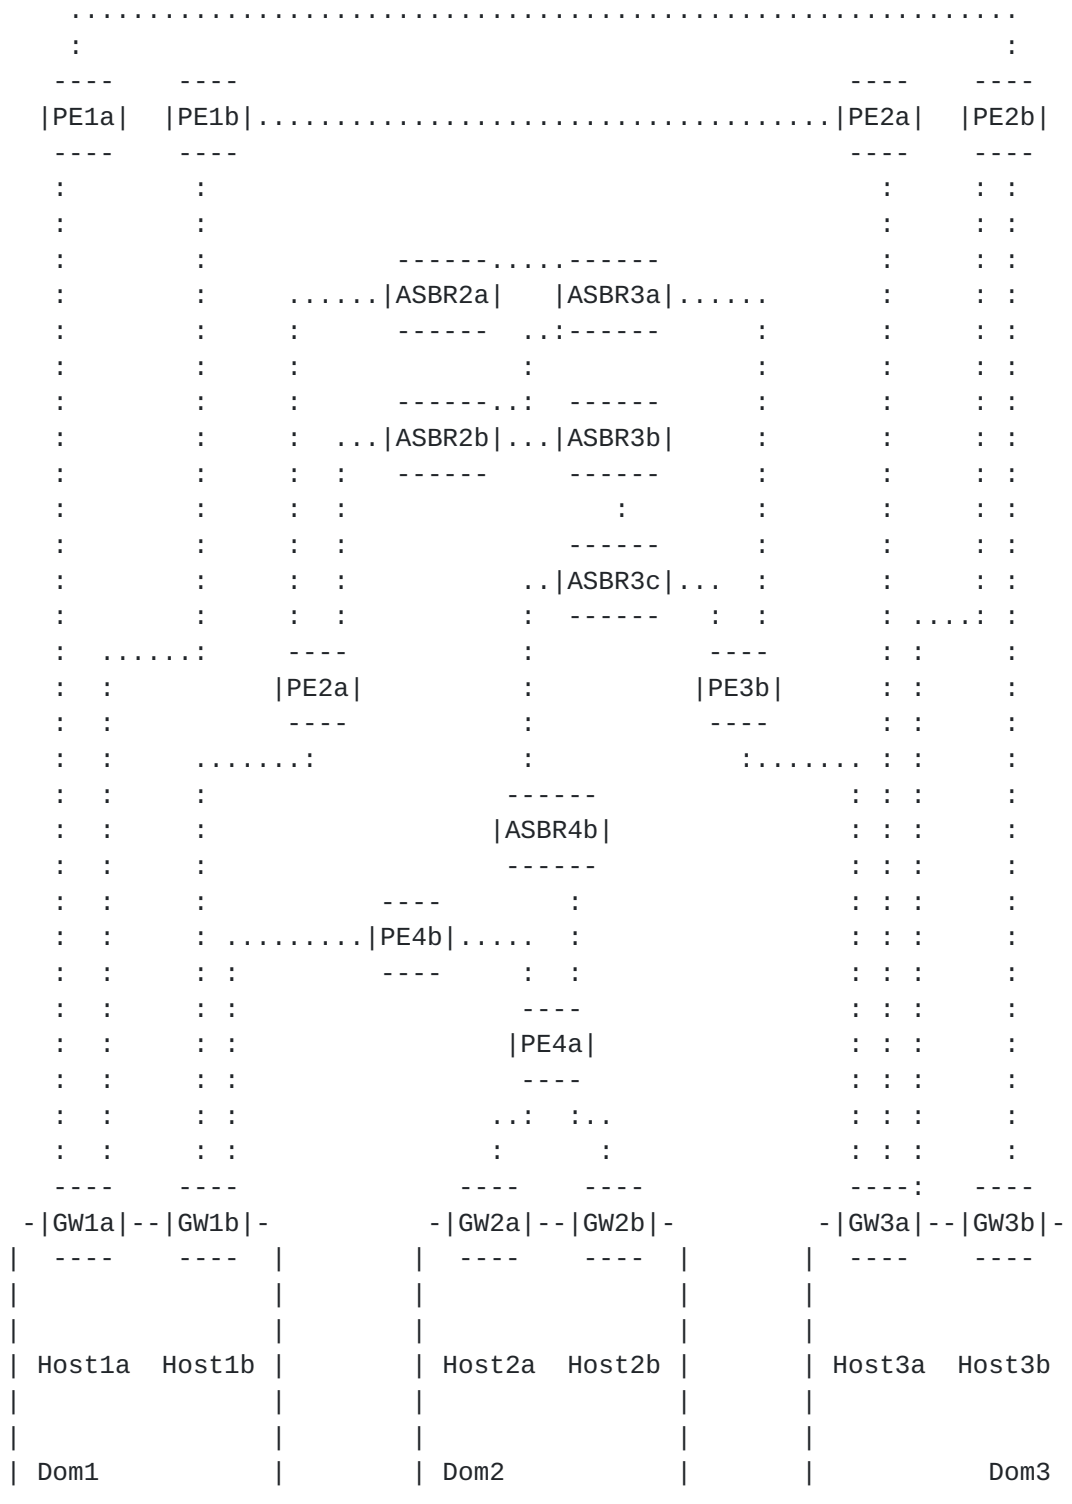 |PE1a| |PE1b| |PE2a| |PE2b|
|ASBR2a| |ASBR3a|
|ASBR2b| |ASBR3b|
|ASBR3c|
|PE2a| |PE3b|
|ASBR4b|
|PE4b|
|PE4a|
-|GW1a|--|GW1b|- -|GW2a|--|GW2b|- -|GW3a|--|GW3b|-
| Host1a Host1b | | Host2a Host2b | | Host3a Host3b
| Dom1 | | Dom2 | | Dom3